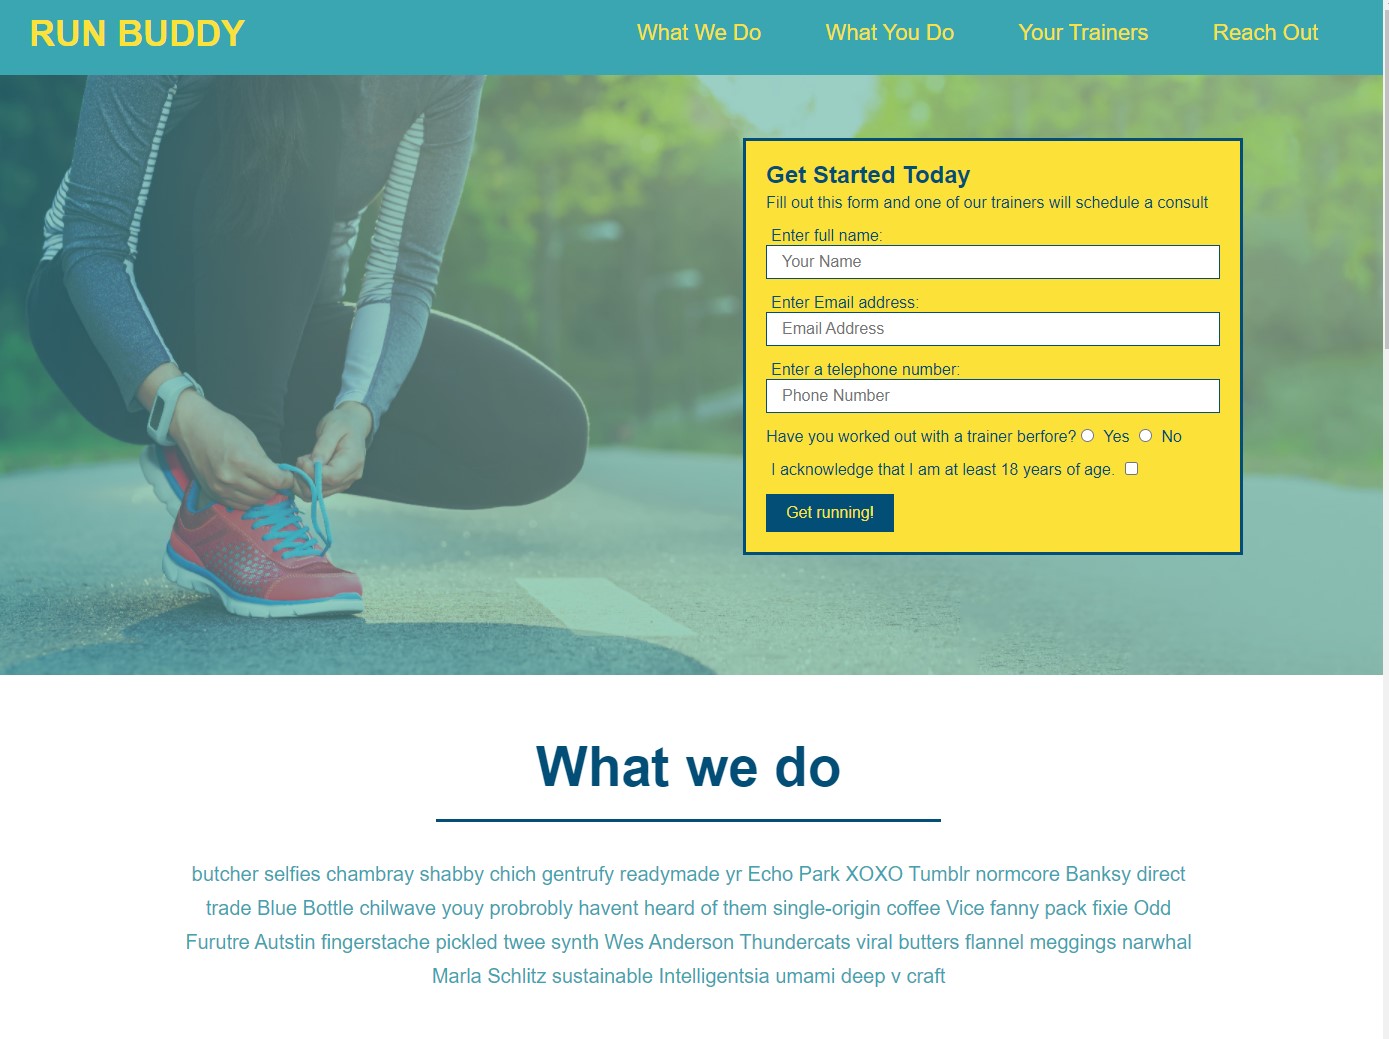 RUN BUDDY
What We Do What You Do Your Trainers Reach Out
Get Started Today
Fill out this form and one of our trainers will schedule a consult
Enter full name:
Your Name
Enter Email address:
Email Address
Enter a telephone number:
Phone Number
Have you worked out with a trainer berfore? Yes No
I acknowledge that I am at least 18 years of age.
Get running!
What we do
butcher selfies chambray shabby chich gentrufy readymade yr Echo Park XOXO Tumblr normcore Banksy direct
trade Blue Bottle chilwave youy probrobly havent heard of them single-origin coffee Vice fanny pack fixie Odd
Furutre Autstin fingerstache pickled twee synth Wes Anderson Thundercats viral butters flannel meggings narwhal
Marla Schlitz sustainable Intelligentsia umami deep v craft